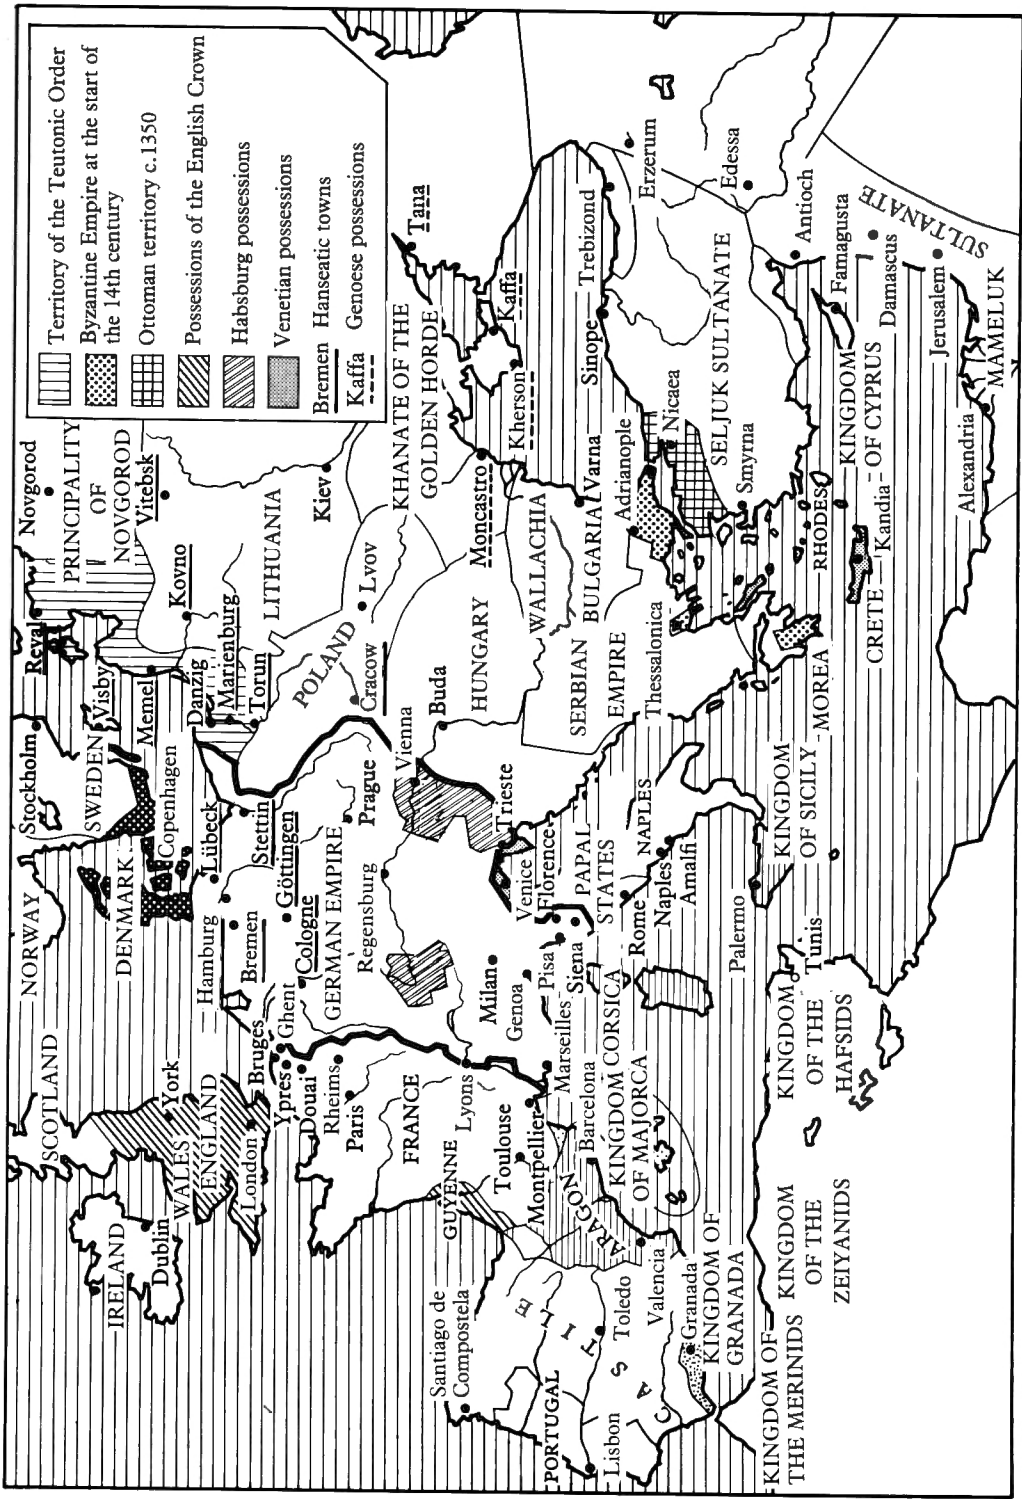 Territory of the Teutonic Order
Byzantine Empire at the start of
the 14th century
Ottoman territory c.1350
Possessions of the English Crown
Habsburg possessions
Venetian possessions
Bremen Hanseatic towns
Kaffa Genoese possessions
SCOTLAND
NORWAY
Stockholm
SWEDEN
Visby
Reval
Novgorod
PRINCIPALITY
OF
NOVGOROD
Vitebsk
IRELAND
Dublin
York
WALES
ENGLAND
London
DENMARK
Copenhagen
Memel
Kovno
Hamburg
Lübeck
Danzig
Marienburg
Torun
LITHUANIA
Bremen
Stettin
Göttingen
Cologne
Bruges
Ghent
Ypres
Douai
Rheims
Paris
FRANCE
GERMAN EMPIRE
Regensburg
Prague
POLAND
Cracow
Lvov
Kiev
KHANATE OF THE
GOLDEN HORDE
Tana
Vienna
Buda
HUNGARY
Moncastro
Kherson
Kaffa
GUYENNE
Lyons
Toulouse
Montpellier
Marseilles
Milan
Genoa
Pisa
Siena
Venice
Florence
Trieste
PAPAL
STATES
WALLACHIA
BULGARIA
Varna
SERBIAN
EMPIRE
Adrianople
Sinope
Trebizond
Erzerum
Edessa
Santiago de
Compostela
PORTUGAL
Lisbon
CASTILE
Toledo
Valencia
ARAGON
Barcelona
KINGDOM
OF MAJORCA
CORSICA
Rome
NAPLES
Naples
Amalfi
Thessalonica
Nicaea
SELJUK SULTANATE
Smyrna
Granada
KINGDOM OF
GRANADA
Palermo
KINGDOM
OF SICILY
MOREA
RHODES
KINGDOM
OF CYPRUS
Famagusta
Antioch
Damascus
CRETE
Kandia
Jerusalem
Alexandria
MAMELUK
SULTANATE
KINGDOM OF
THE MERINIDS
KINGDOM
OF THE
ZEIYANIDS
KINGDOM
OF THE
HAFSIDS
Tunis